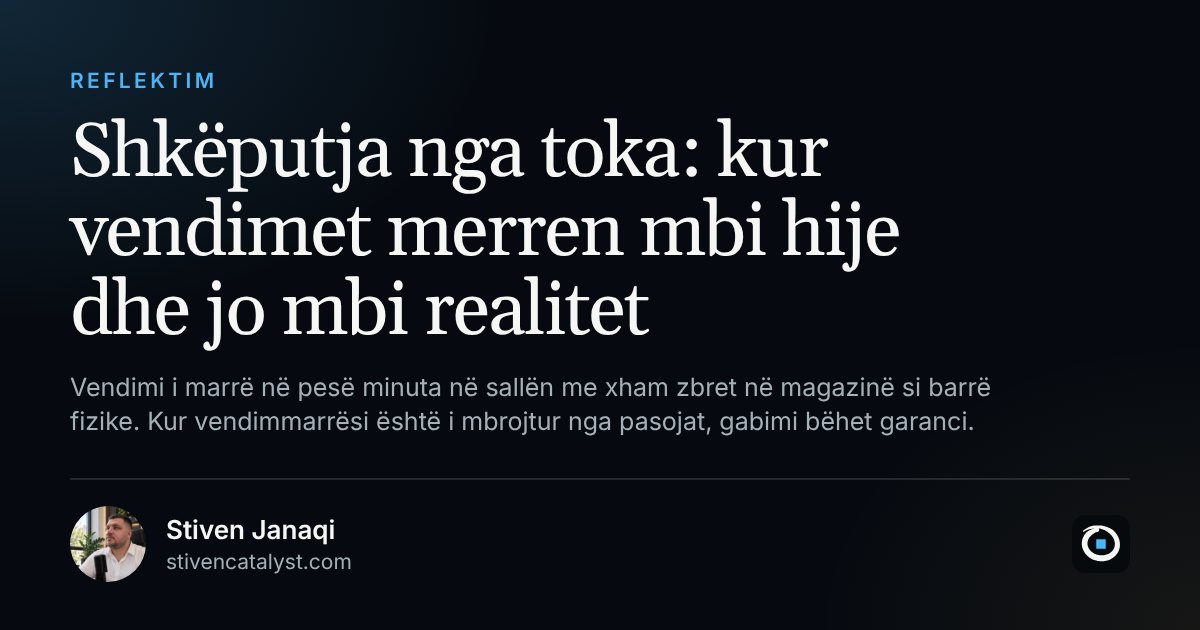 REFLEKTIM
Shkëputja nga toka: kur
vendimet merren mbi hije
dhe jo mbi realitet
Vendimi i marrë në pesë minuta në sallën me xham zbret në magazinë si barrë
fizike. Kur vendimmarrësi është i mbrojtur nga pasojat, gabimi bëhet garanci.
Stiven Janaqi
stivencatalyst.com